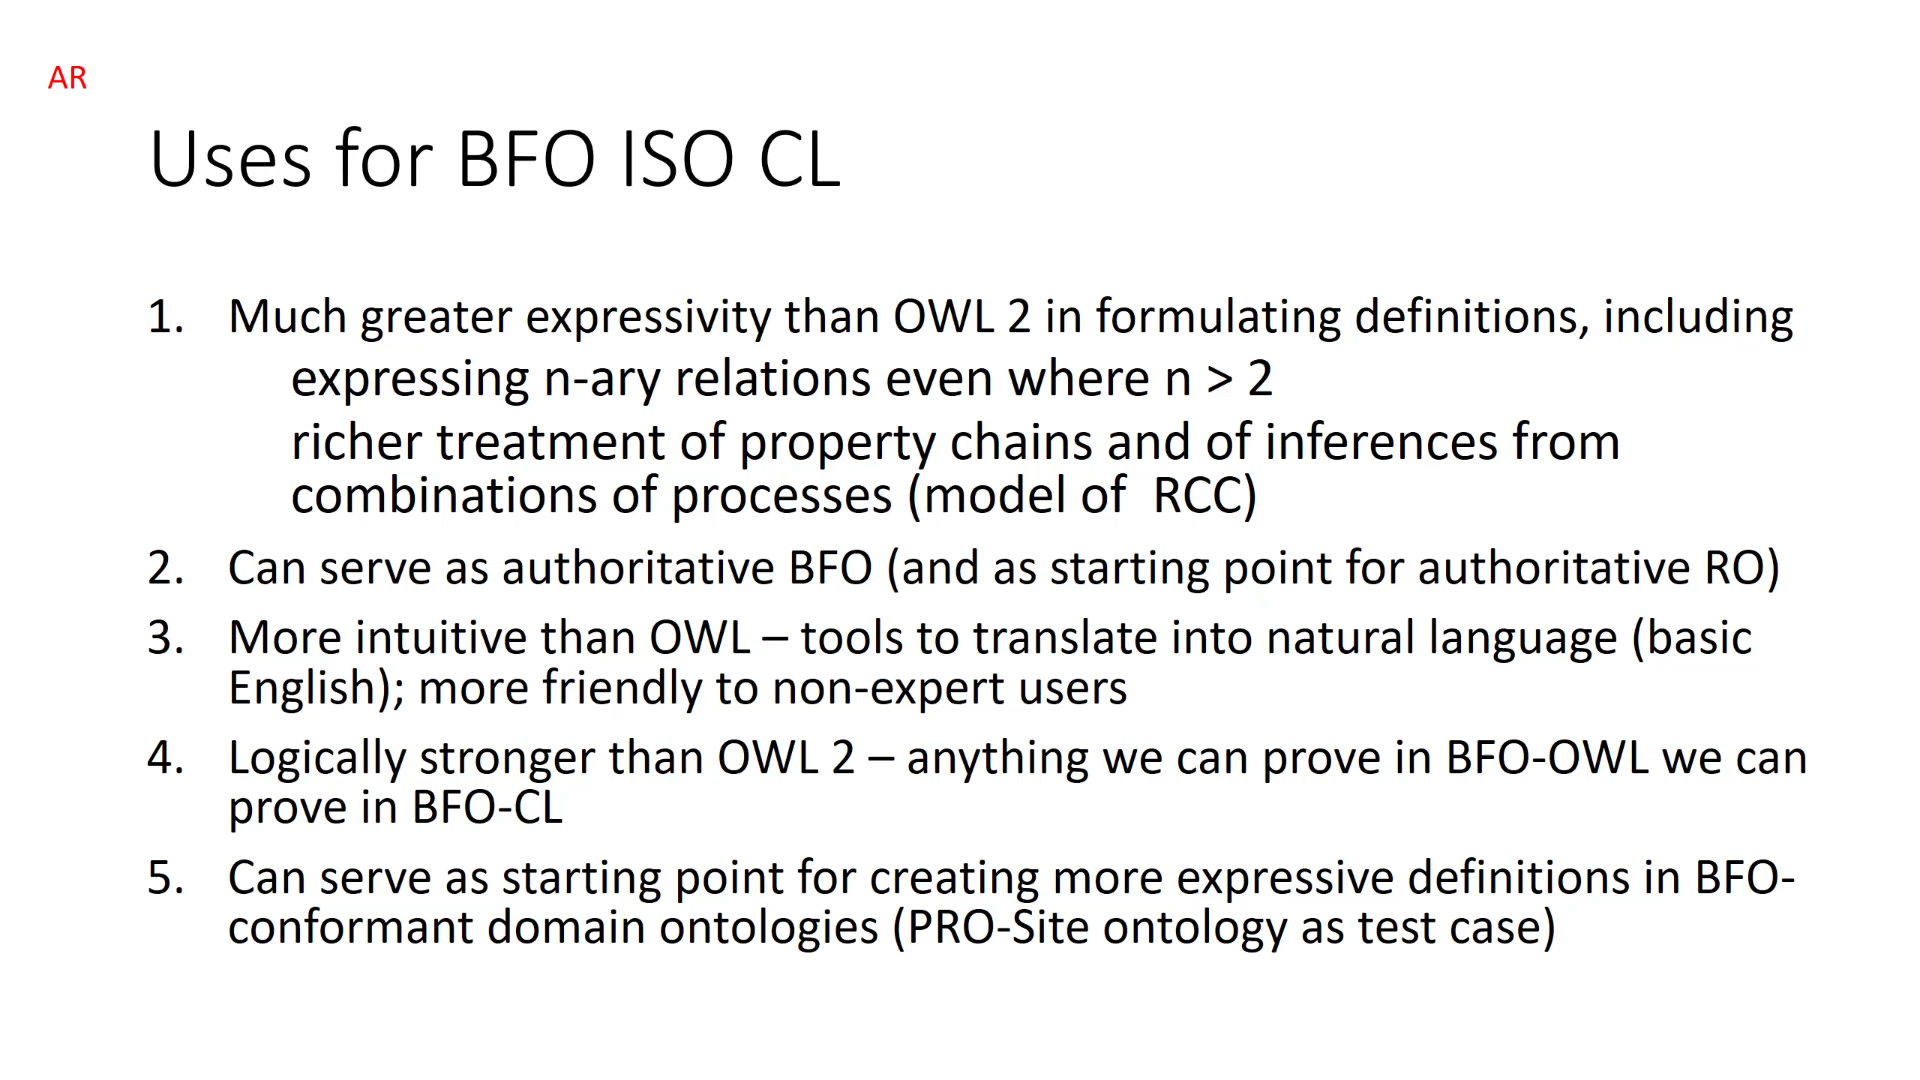 AR
Uses for BFO ISO CL
1. Much greater expressivity than OWL 2 in formulating definitions, including
expressing n-ary relations even where n > 2
richer treatment of property chains and of inferences from
combinations of processes (model of RCC)
2. Can serve as authoritative BFO (and as starting point for authoritative RO)
3. More intuitive than OWL – tools to translate into natural language (basic
English); more friendly to non-expert users
4. Logically stronger than OWL 2 – anything we can prove in BFO-OWL we can
prove in BFO-CL
5. Can serve as starting point for creating more expressive definitions in BFO-
conformant domain ontologies (PRO-Site ontology as test case)